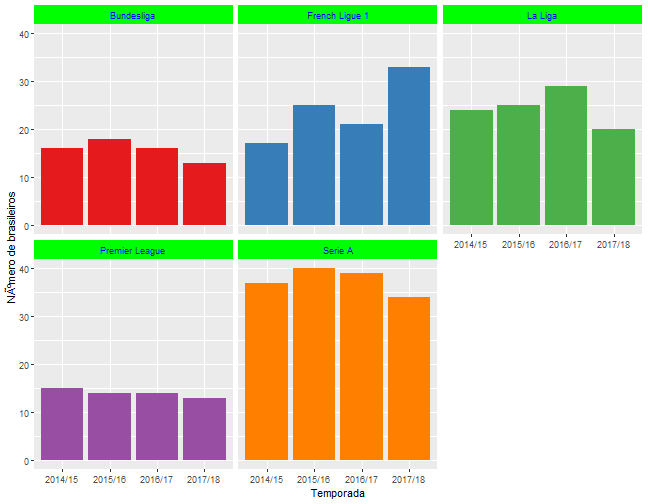 Bundesliga
French Ligue 1
La Liga
40
30
20
10
0
2014/15 2015/16 2016/17 2017/18
Premier League
Serie A
40
30
20
10
0
2014/15 2015/16 2016/17 2017/18
2014/15 2015/16 2016/17 2017/18
NÃºmero de brasileiros
Temporada